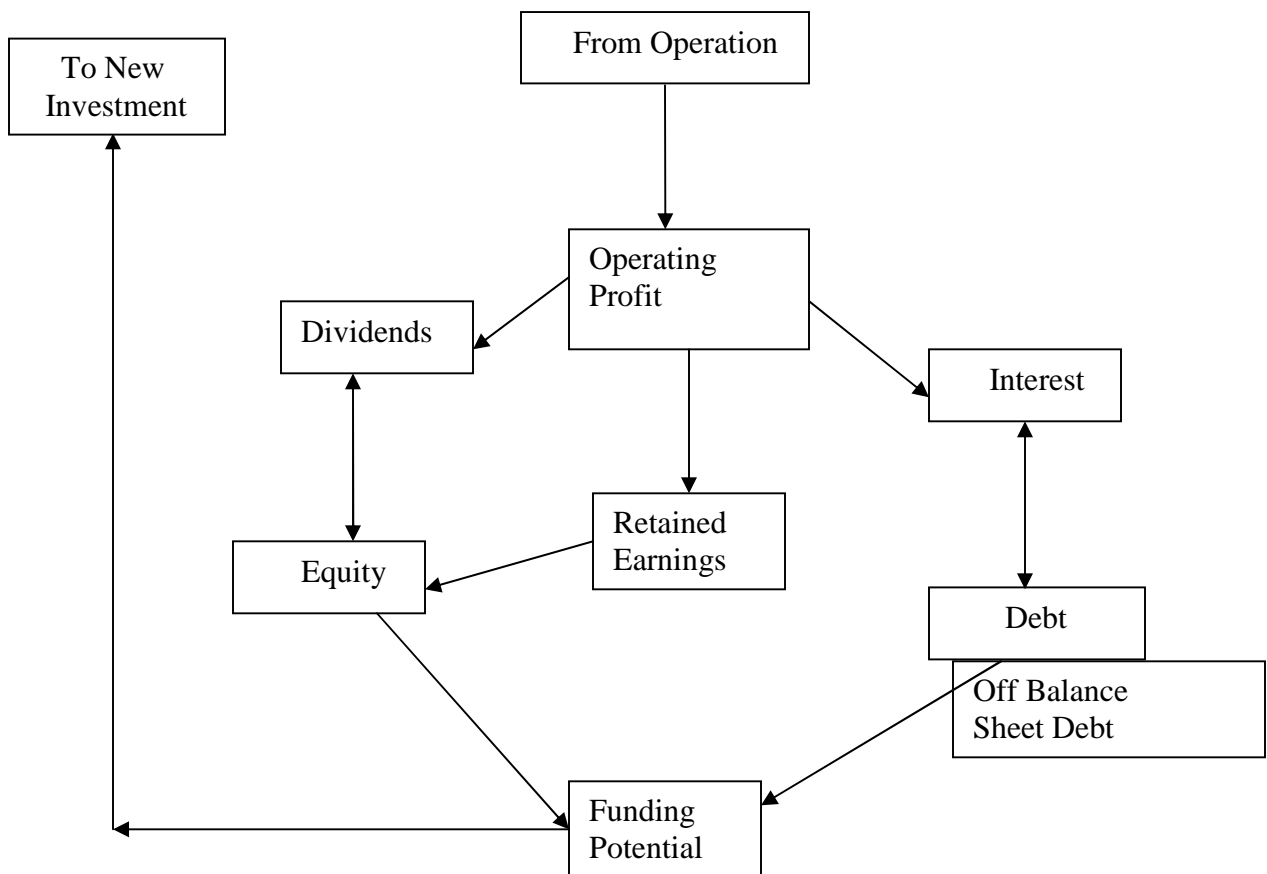 From Operation
To New
Investment
Operating
Profit
Dividends
Interest
Retained
Earnings
Equity
Debt
Off Balance
Sheet Debt
Funding
Potential